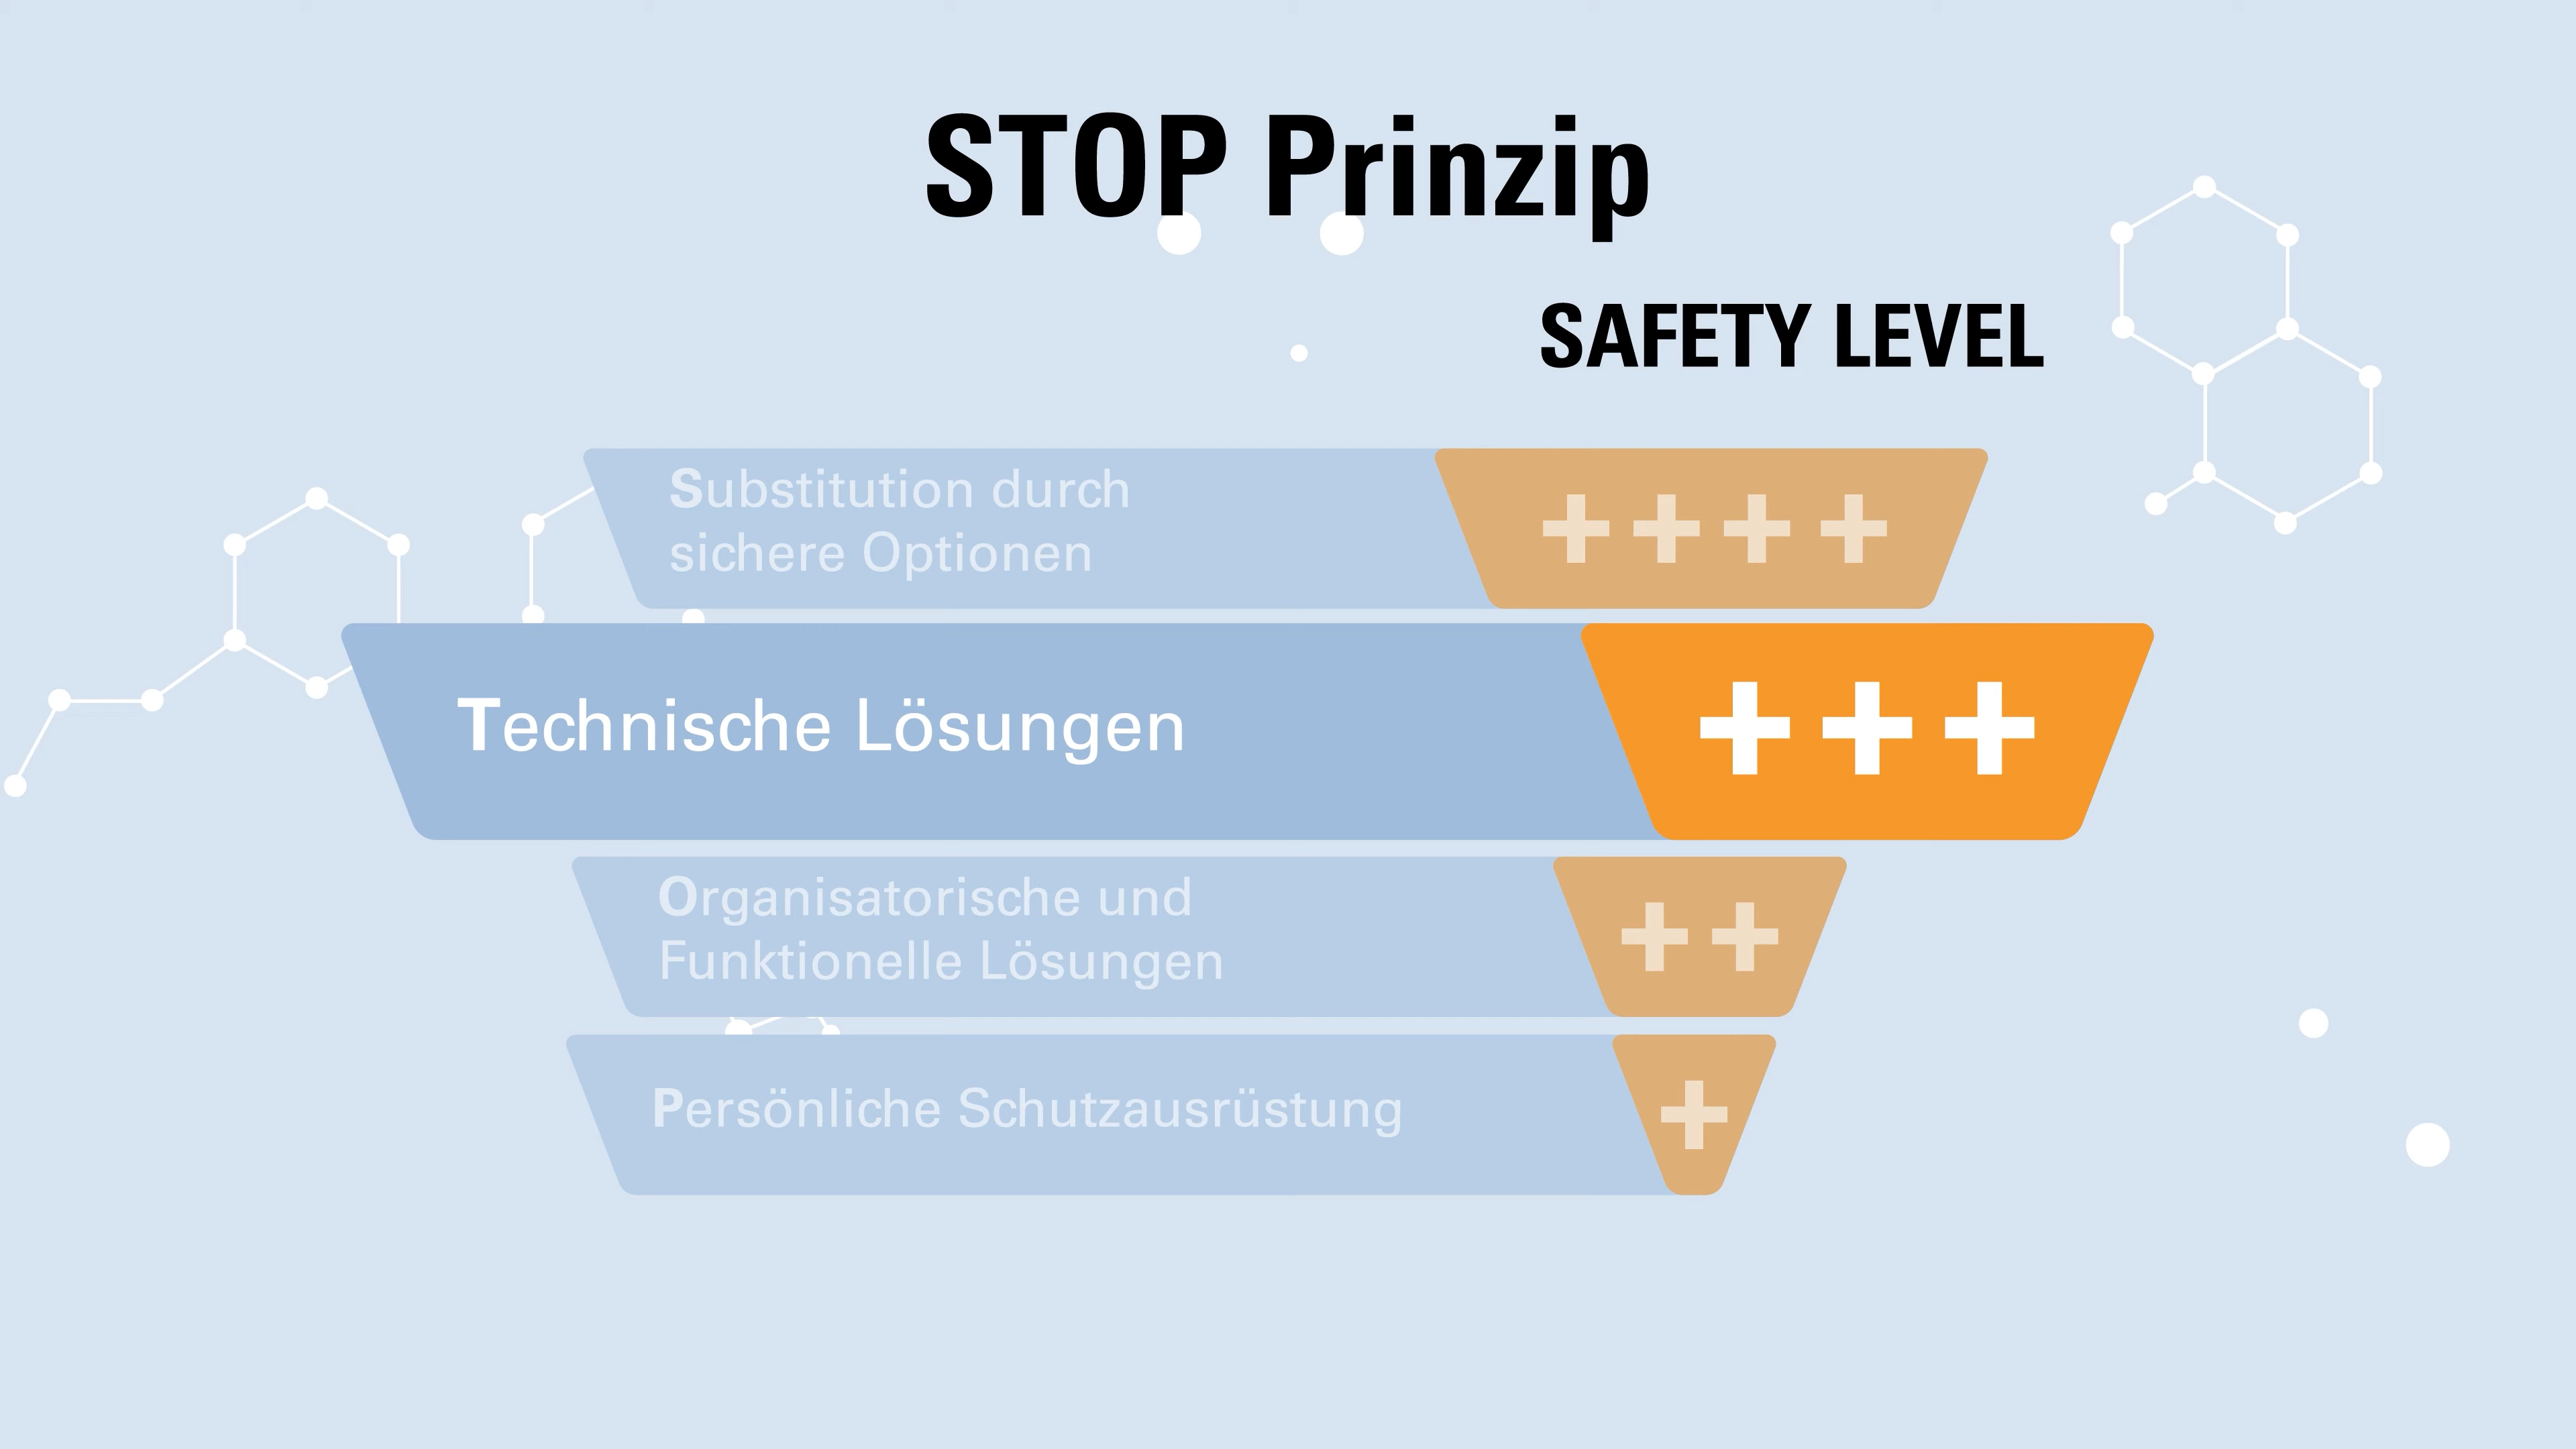 STOP Prinzip
SAFETY LEVEL
Substitution durch
sichere Optionen
++++
Technische Lösungen
+++
Organisatorische und
Funktionelle Lösungen
++
Persönliche Schutzausrüstung
+